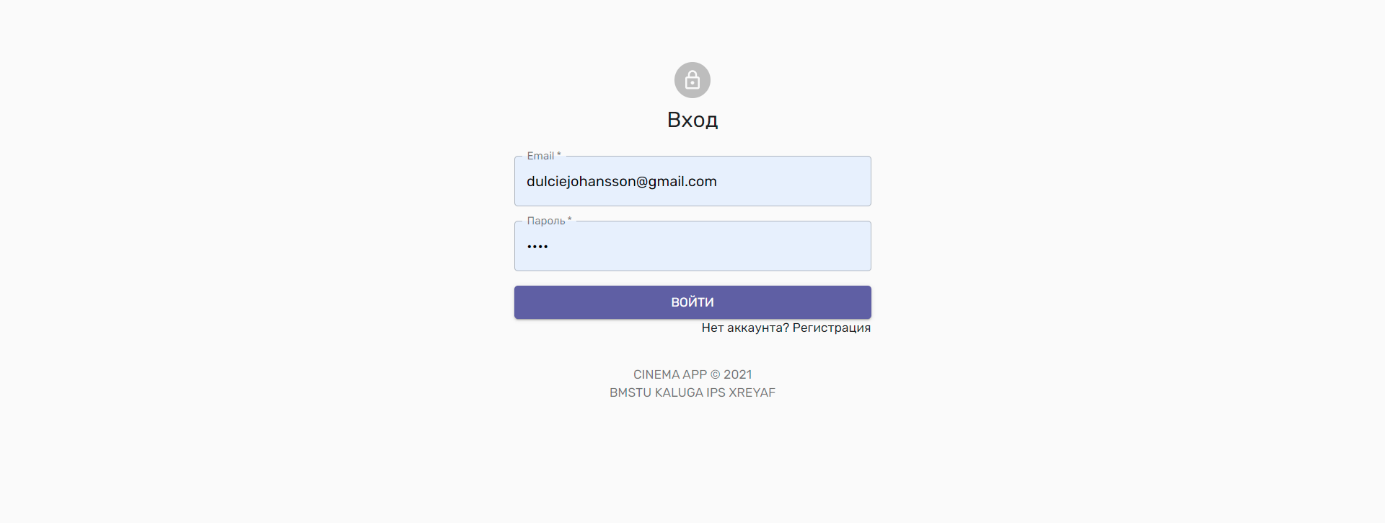 Вход
Email *
dulciejohansson@gmail.com
Пароль *
••••
ВОЙТИ
Нет аккаунта? Регистрация
CINEMA APP © 2021
BMSTU KALUGA IPS XREYAF